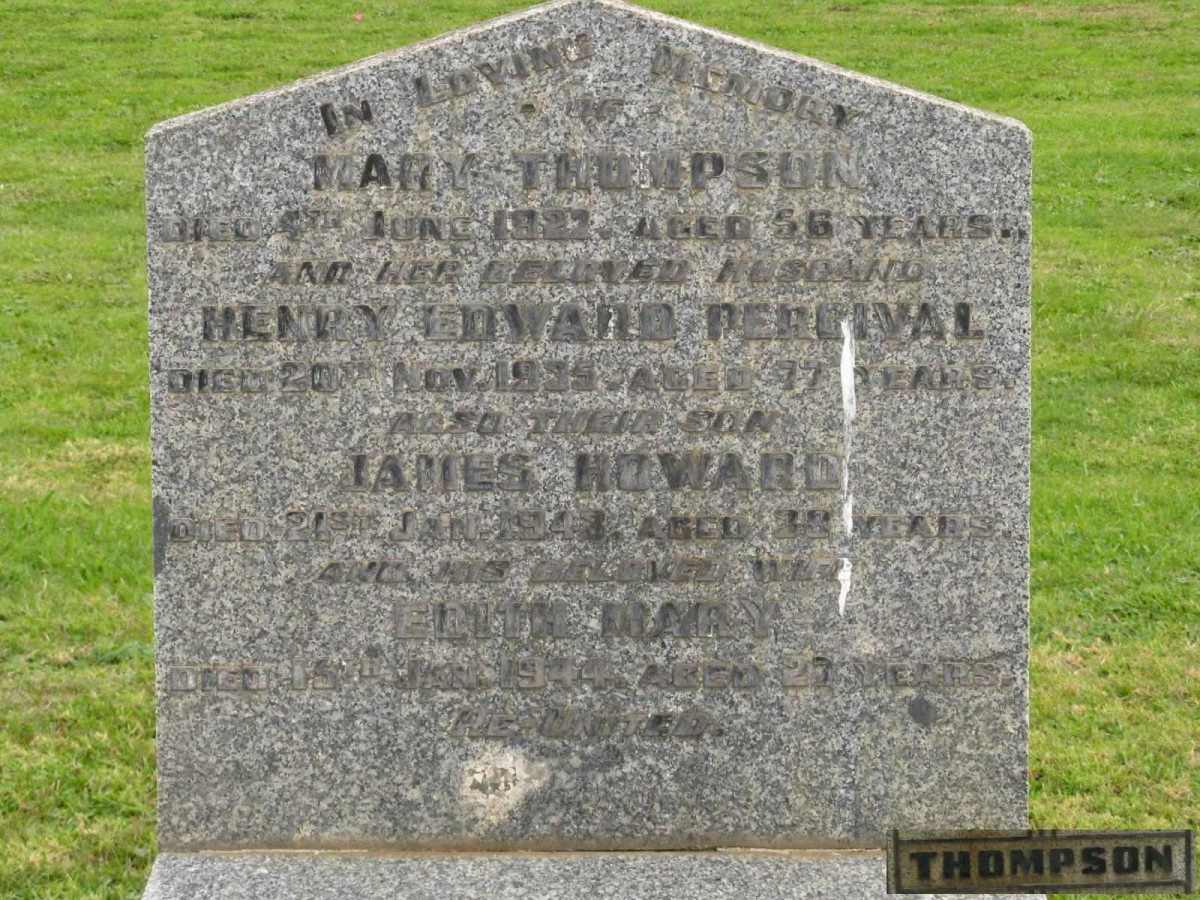 In Loving Memory
of
MARY THOMPSON
Died 4th June 1922. Aged 56 Years.
And Her Beloved Husband
HENRY EDWARD PERCIVAL
Died 20th Nov. 1935. Aged 77 Years.
Also Their Son
JAMES HOWARD
Died 21st Jan. 1943. Aged 38 Years.
And His Beloved Wife
EDITH MARY
Died 15th Jan. 1944. Aged Years.
Re-United.
THOMPSON